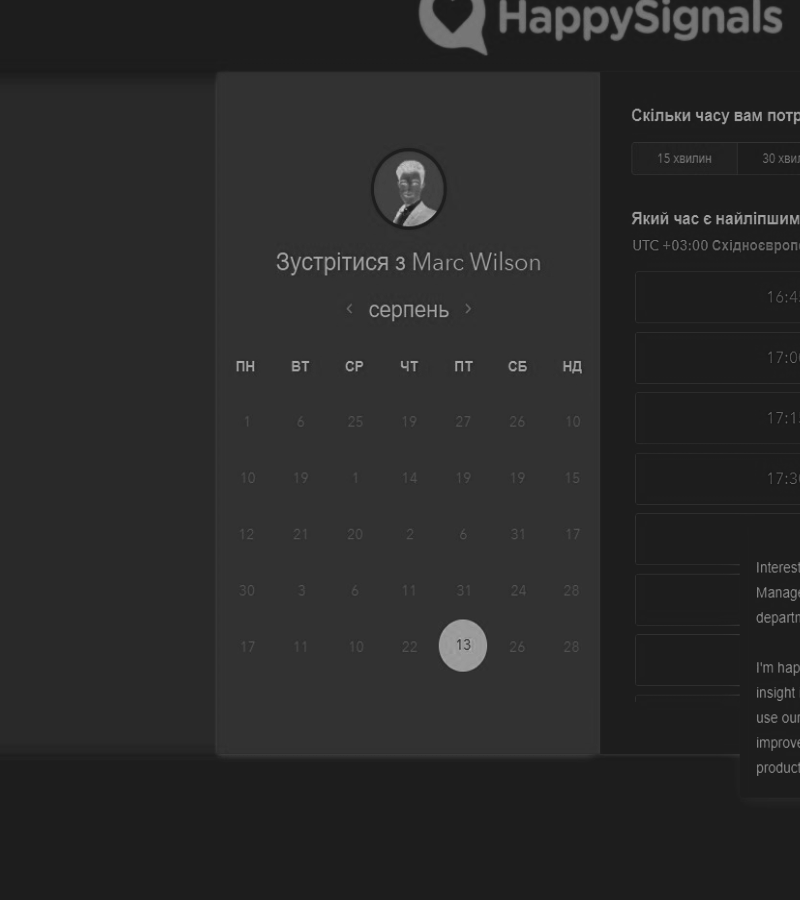 HappySignals
Зустрітися з Marc Wilson
серпень
ПН ВТ СР ЧТ ПТ СБ НД
1 6 25 19 27 26 10
10 19 1 14 19 19 15
12 21 20 2 6 31 17
30 3 6 11 31 24 28
17 11 10 22 13 26 28
Скільки часу вам потр
15 хвилин 30 хви
Який час є найліпшим
UTC +03:00 Східноєвроп
16:4
17:0
17:1
17:3
Interest
Manage
departm
I'm hap
insight
use our
improve
product